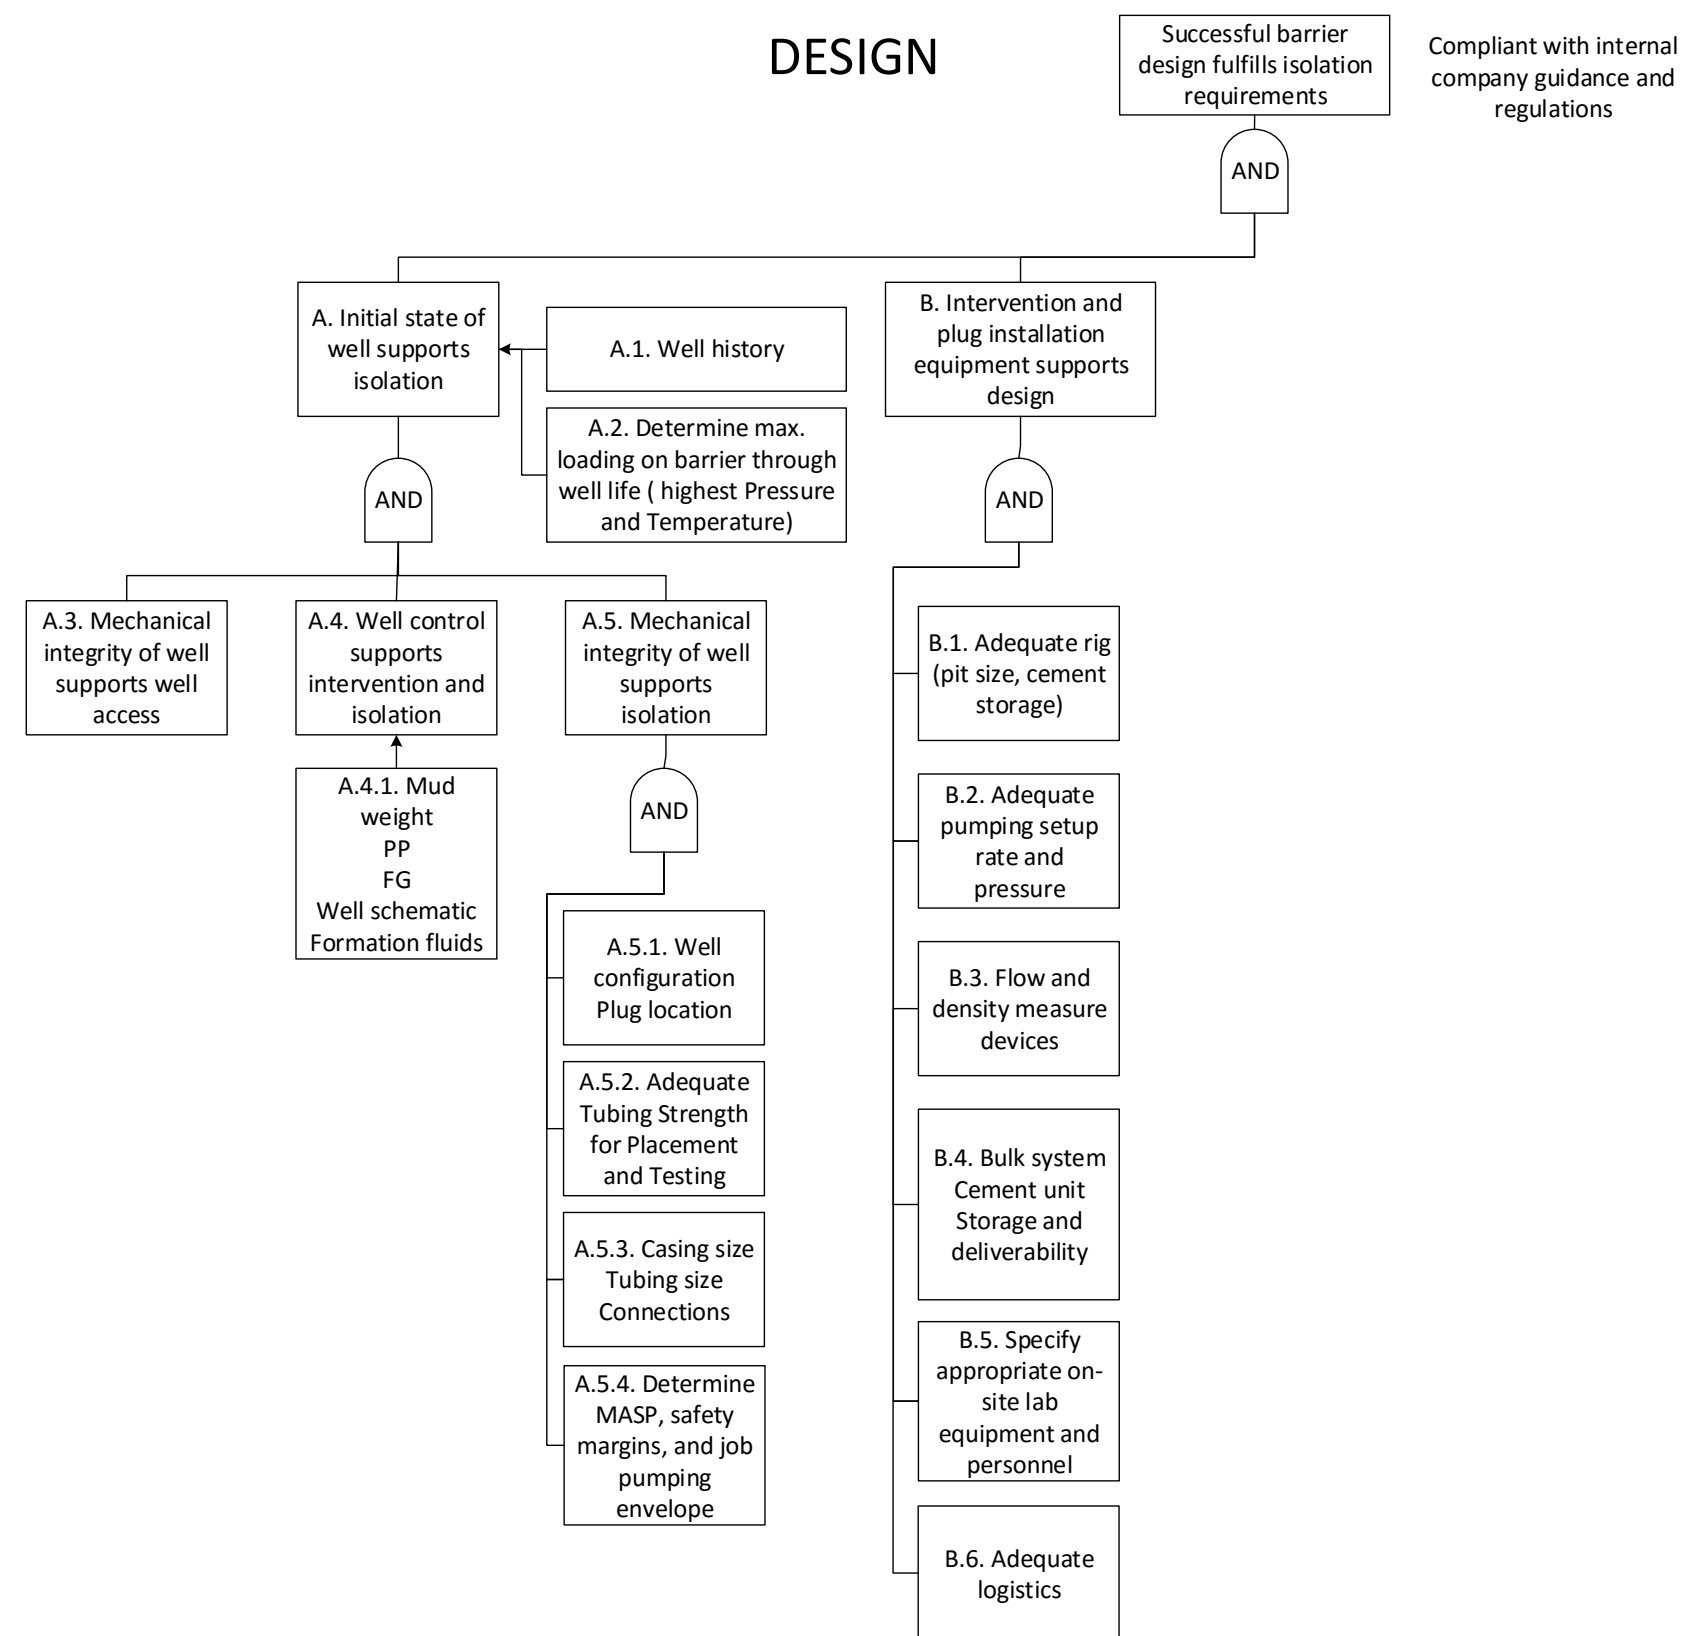 DESIGN
Successful barrier
design fulfills isolation
requirements
Compliant with internal
company guidance and
regulations
AND
A. Initial state of
well supports
isolation
A.1. Well history
A.2. Determine max.
loading on barrier through
well life ( highest Pressure
and Temperature)
B. Intervention and
plug installation
equipment supports
design
AND
AND
A.3. Mechanical
integrity of well
supports well
access
A.4. Well control
supports
intervention and
isolation
A.5. Mechanical
integrity of well
supports
isolation
A.4.1. Mud
weight
PP
FG
Well schematic
Formation fluids
AND
A.5.1. Well
configuration
Plug location
A.5.2. Adequate
Tubing Strength
for Placement
and Testing
A.5.3. Casing size
Tubing size
Connections
A.5.4. Determine
MASP, safety
margins, and job
pumping
envelope
B.1. Adequate rig
(pit size, cement
storage)
B.2. Adequate
pumping setup
rate and
pressure
B.3. Flow and
density measure
devices
B.4. Bulk system
Cement unit
Storage and
deliverability
B.5. Specify
appropriate on-
site lab
equipment and
personnel
B.6. Adequate
logistics